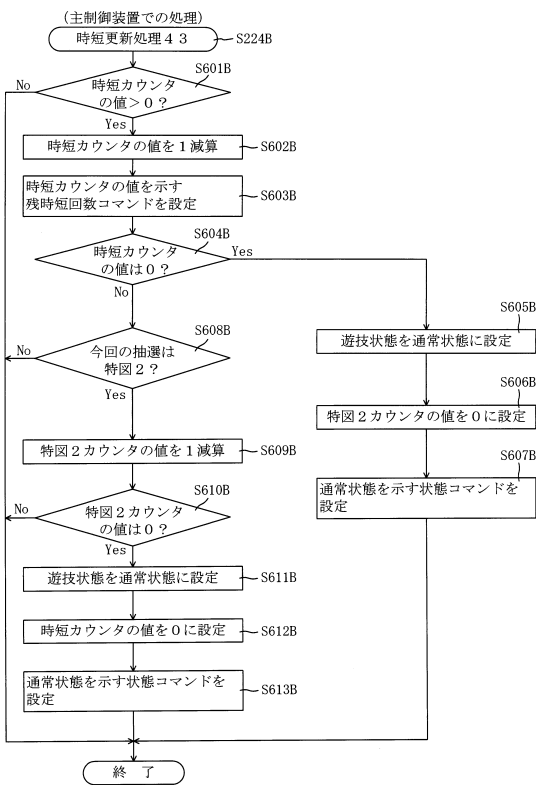 (主制御装置での処理)
時短更新処理43
S224B
S601B
No
時短カウンタ
の値>0?
Yes
時短カウンタの値を1減算
S602B
時短カウンタの値を示す
残時短回数コマンドを設定
S603B
S604B
時短カウンタ
の値は0?
Yes
No
S605B
遊技状態を通常状態に設定
S606B
特図2カウンタの値を0に設定
S607B
通常状態を示す状態コマンドを
設定
S608B
No
今回の抽選は
特図2?
Yes
特図2カウンタの値を1減算
S609B
S610B
No
特図2カウンタ
の値は0?
Yes
遊技状態を通常状態に設定
S611B
時短カウンタの値を0に設定
S612B
通常状態を示す状態コマンドを
設定
S613B
終 了